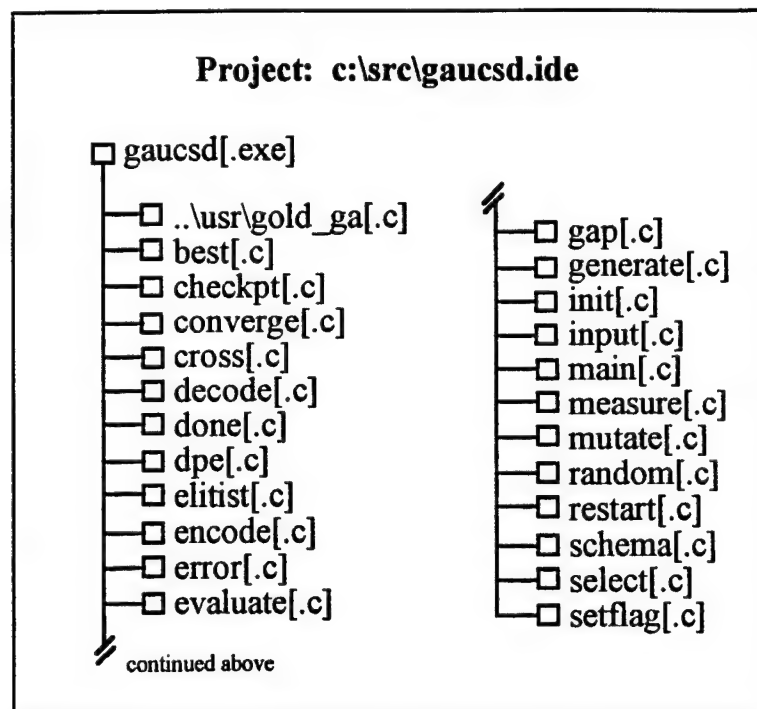 Project: c:\src\gaucsd.ide
gaucsd[.exe]
..\usr\gold_ga[.c]
best[.c]
checkpt[.c]
converge[.c]
cross[.c]
decode[.c]
done[.c]
dpe[.c]
elitist[.c]
encode[.c]
error[.c]
evaluate[.c]
continued above
gap[.c]
generate[.c]
init[.c]
input[.c]
main[.c]
measure[.c]
mutate[.c]
random[.c]
restart[.c]
schema[.c]
select[.c]
setflag[.c]